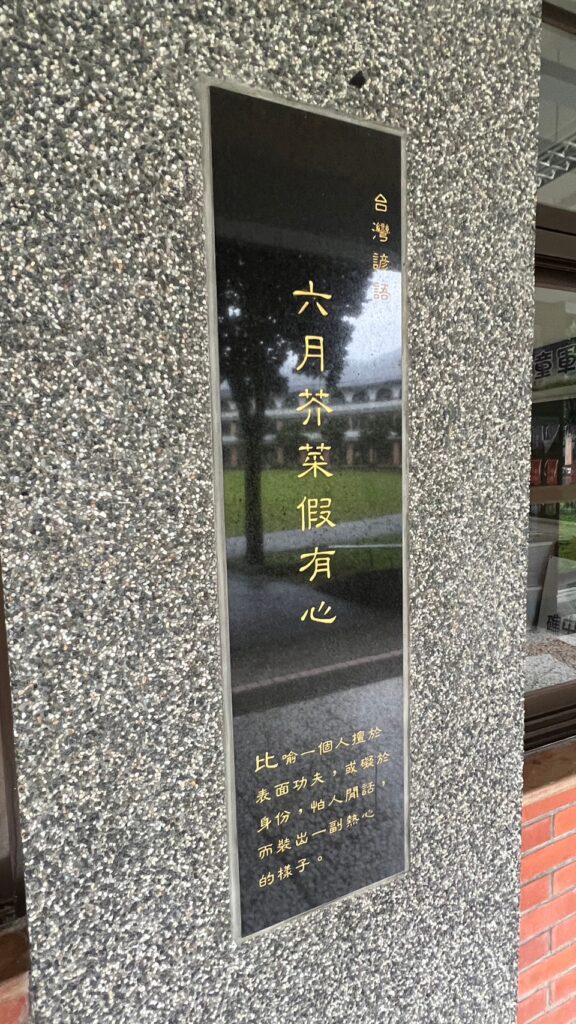 台灣諺語
六月芥菜假有心
比喻一個人擅於
表面功夫，或礙於
身份，怕人閒話，
而裝出一副熱心
的樣子。